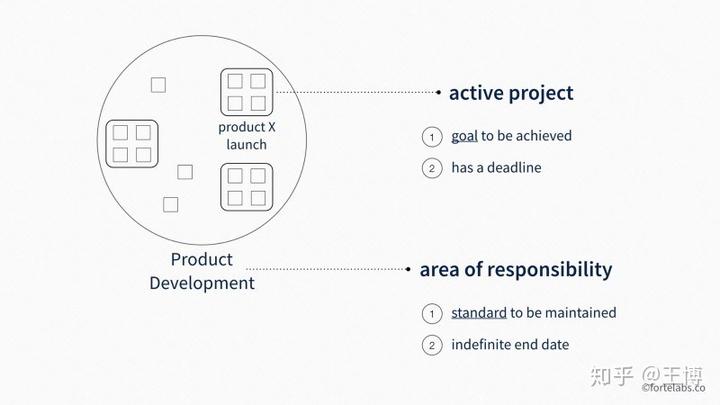 active project
product X
launch
1 goal to be achieved
2 has a deadline
Product
Development
area of responsibility
1 standard to be maintained
2 indefinite end date
知乎 @王博
©fortelabs.co